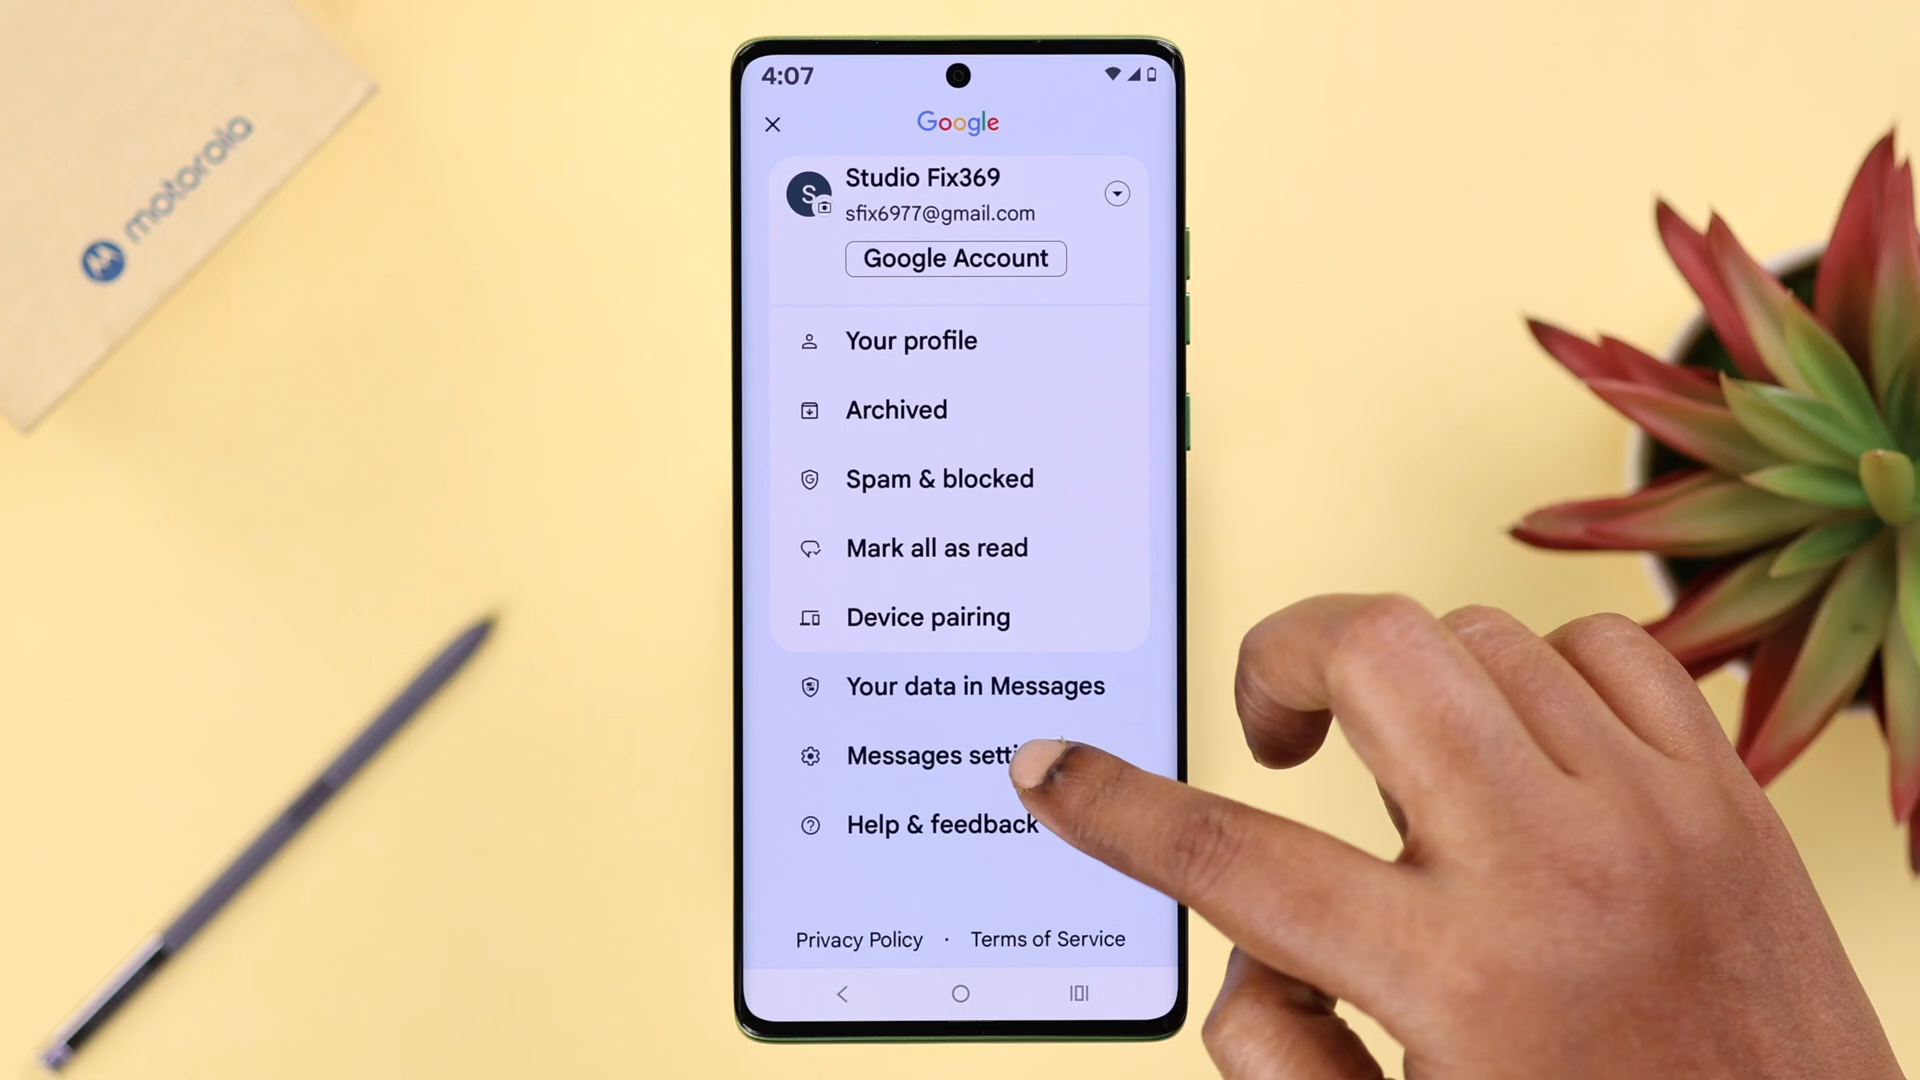 motorola
4:07
Google
S
Studio Fix369
sfix6977@gmail.com
Google Account
Your profile
Archived
Spam & blocked
Mark all as read
Device pairing
Your data in Messages
Messages setti
Help & feedback
Privacy Policy · Terms of Service